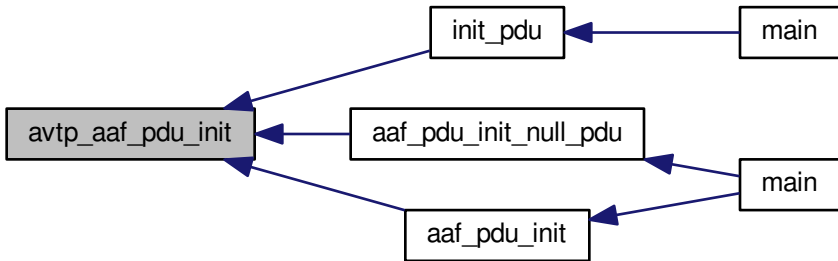 init_pdu
main
avtp_aaf_pdu_init
aaf_pdu_init_null_pdu
main
aaf_pdu_init